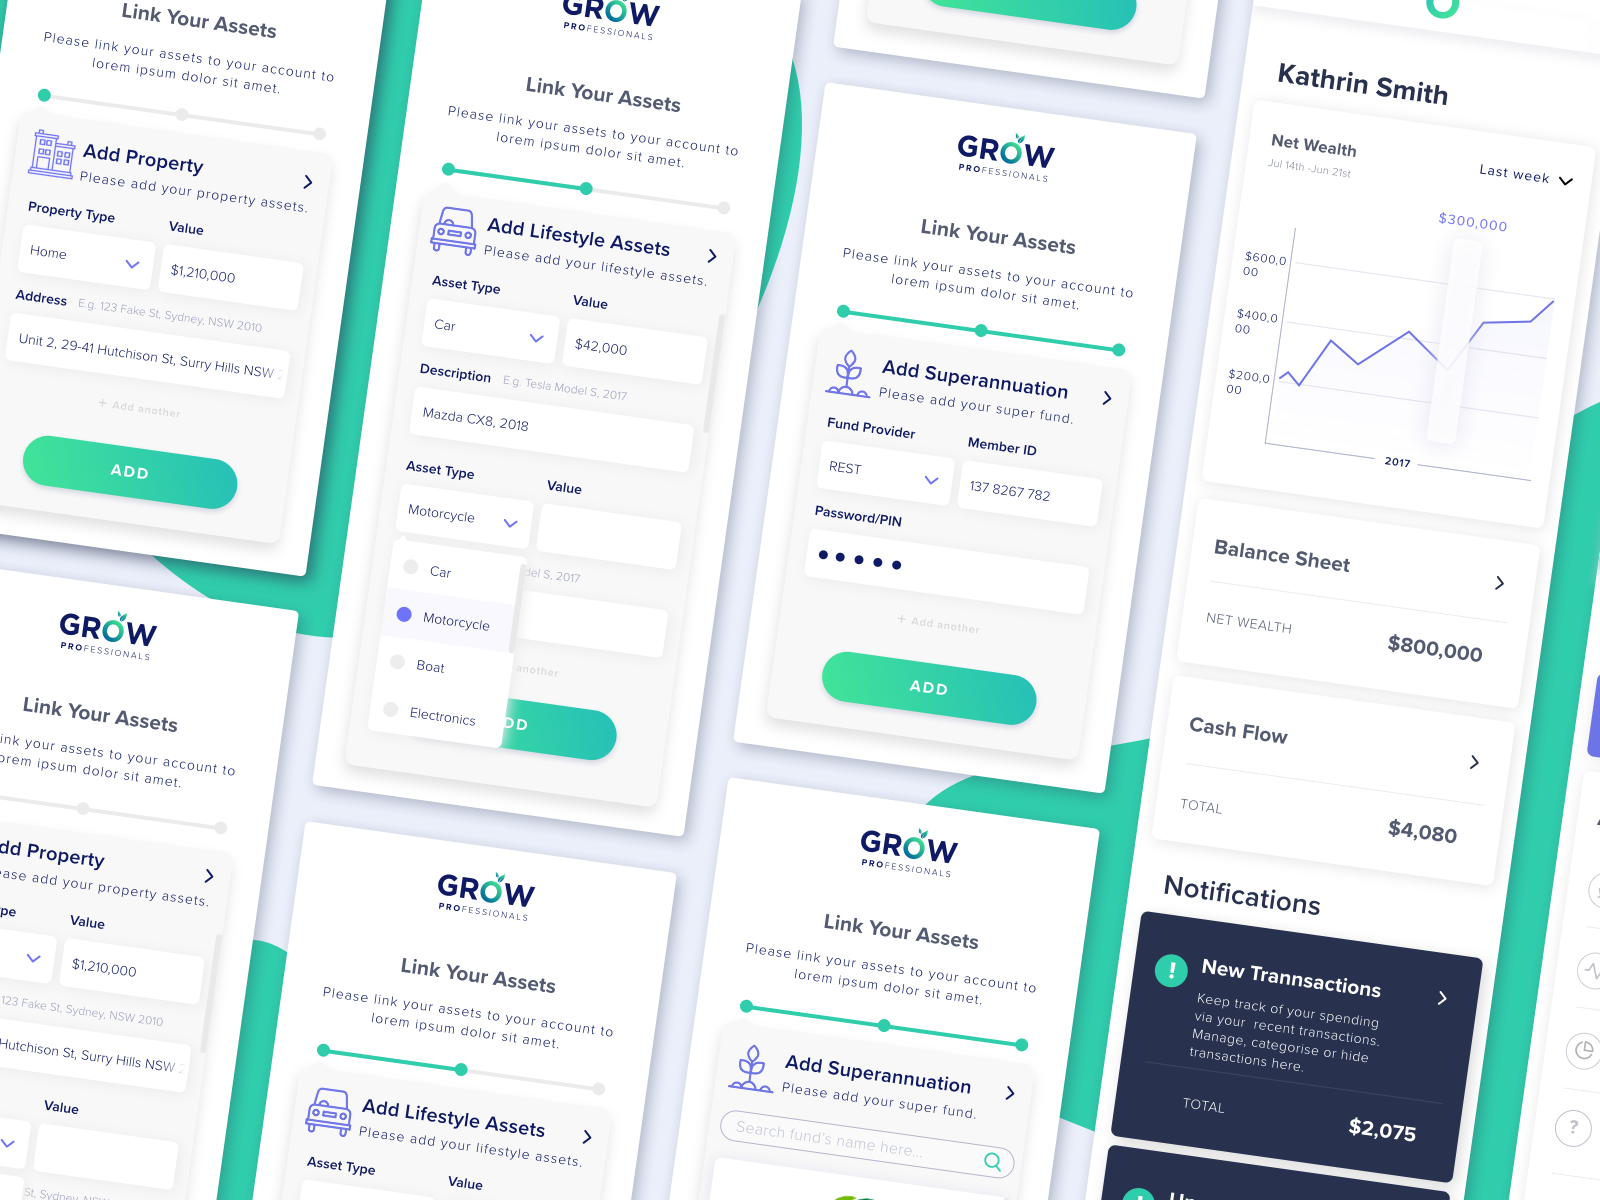 Link Your Assets
Please link your assets to your account to
lorem ipsum dolor sit amet.
Add Property
Please add your property assets.
Property Type
Value
Home
$1,210,000
Address
E.g. 123 Fake St, Sydney, NSW 2010
Unit 2, 29-41 Hutchison St, Surry Hills NSW 2
+ Add another
ADD
GROW
PROFESSIONALS
Link Your Assets
Please link your assets to your account to
lorem ipsum dolor sit amet.
Add Lifestyle Assets
Please add your lifestyle assets.
Asset Type
Value
Car
$42,000
Description
E.g. Tesla Model S, 2017
Mazda CX8, 2018
Asset Type
Value
Motorcycle
Car
S, 2017
Motorcycle
Boat
another
Electronics
DD
GROW
PROFESSIONALS
Link Your Assets
Please link your assets to your account to
lorem ipsum dolor sit amet.
Add Superannuation
Please add your super fund.
Fund Provider
Member ID
REST
137 8267 782
Password/PIN
+ Add another
ADD
Kathrin Smith
Net Wealth
Jul 14th -Jun 21st
Last week
$300,000
$600,0
00
$400,0
00
$200,0
00
2017
Balance Sheet
NET WEALTH
$800,000
Cash Flow
TOTAL
$4,080
Notifications
!
New Trannsactions
Keep track of your spending
via your recent transactions.
Manage, categorise or hide
transactions here.
TOTAL
$2,075
!
?
GROW
PROFESSIONALS
Link Your Assets
ink your assets to your account to
orem ipsum dolor sit amet.
dd Property
ase add your property assets.
ype
Value
$1,210,000
123 Fake St, Sydney, NSW 2010
Hutchison St, Surry Hills NSW 2
Value
St, Sydney, NSW
GROW
PROFESSIONALS
Link Your Assets
Please link your assets to your account to
lorem ipsum dolor sit amet.
Add Lifestyle Assets
Please add your lifestyle assets.
Asset Type
Value
GROW
PROFESSIONALS
Link Your Assets
Please link your assets to your account to
lorem ipsum dolor sit amet.
Add Superannuation
Please add your super fund.
Search fund's name here...